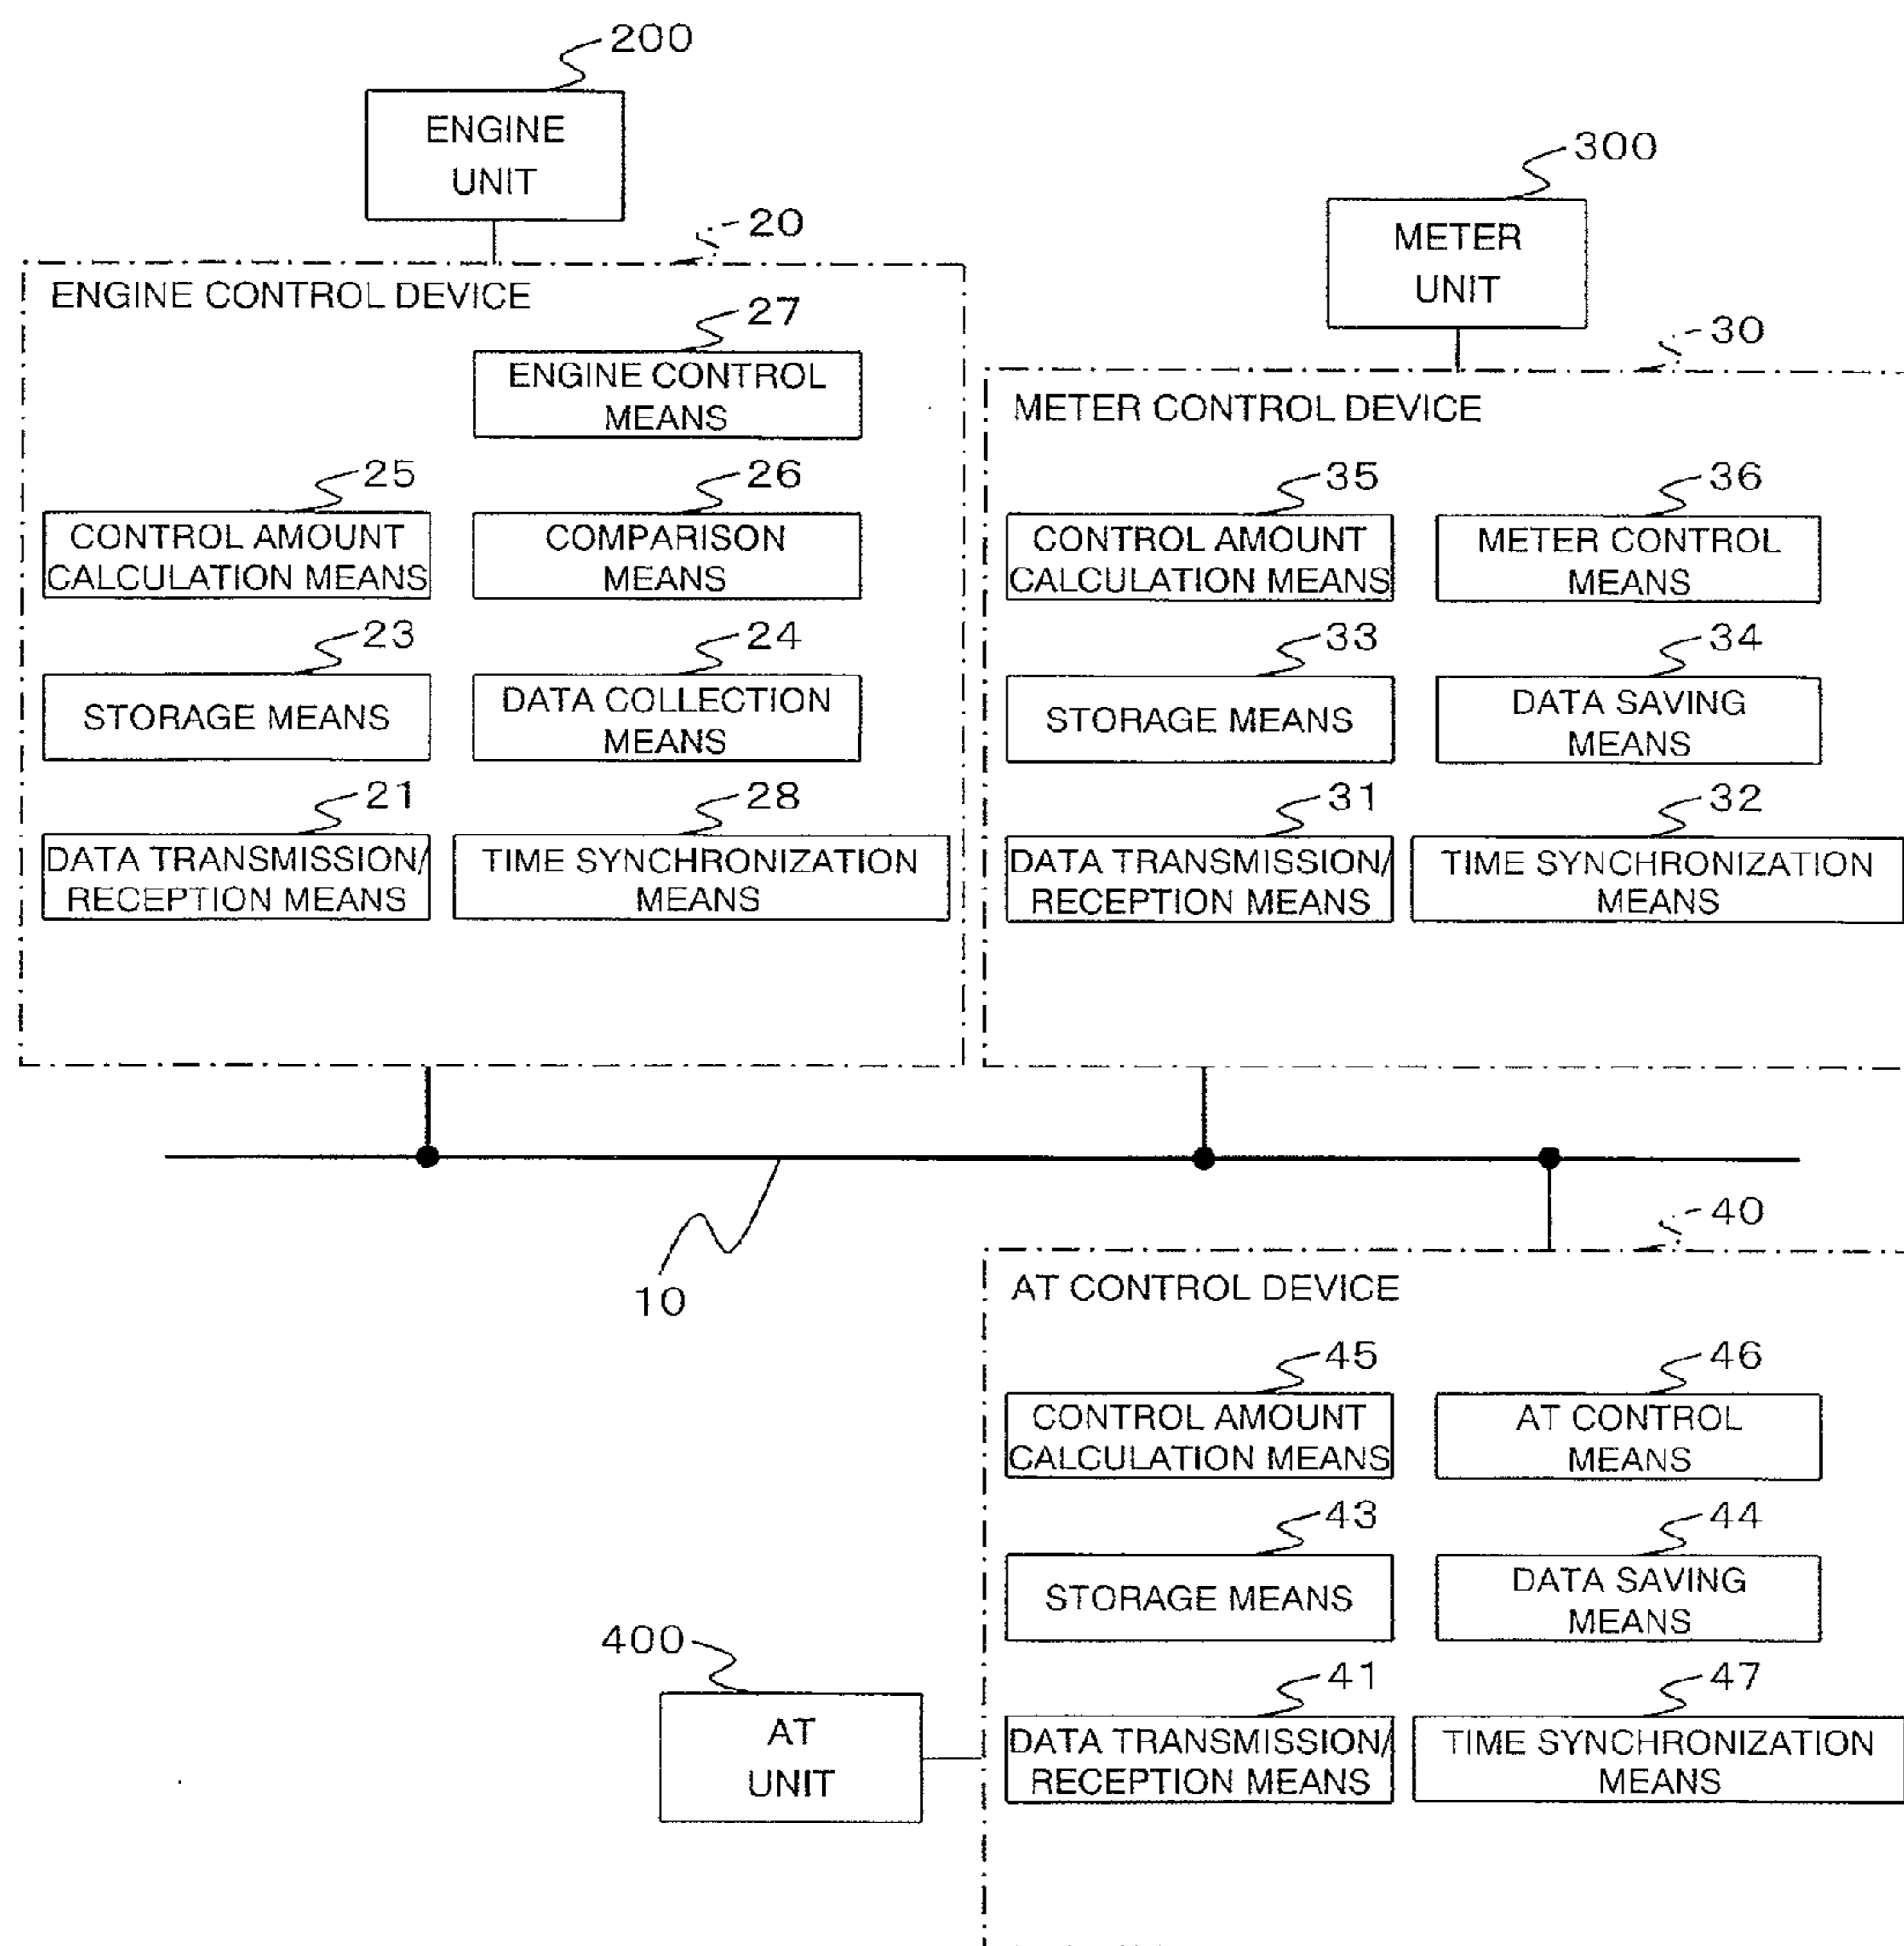 200
ENGINE
UNIT
20
ENGINE CONTROL DEVICE
27
ENGINE CONTROL
MEANS
25
CONTROL AMOUNT
CALCULATION MEANS
26
COMPARISON
MEANS
23
STORAGE MEANS
24
DATA COLLECTION
MEANS
21
DATA TRANSMISSION/
RECEPTION MEANS
28
TIME SYNCHRONIZATION
MEANS
300
METER
UNIT
30
METER CONTROL DEVICE
35
CONTROL AMOUNT
CALCULATION MEANS
36
METER CONTROL
MEANS
33
STORAGE MEANS
34
DATA SAVING
MEANS
31
DATA TRANSMISSION/
RECEPTION MEANS
32
TIME SYNCHRONIZATION
MEANS
10
40
AT CONTROL DEVICE
45
CONTROL AMOUNT
CALCULATION MEANS
46
AT CONTROL
MEANS
43
STORAGE MEANS
44
DATA SAVING
MEANS
400
AT
UNIT
41
DATA TRANSMISSION/
RECEPTION MEANS
47
TIME SYNCHRONIZATION
MEANS